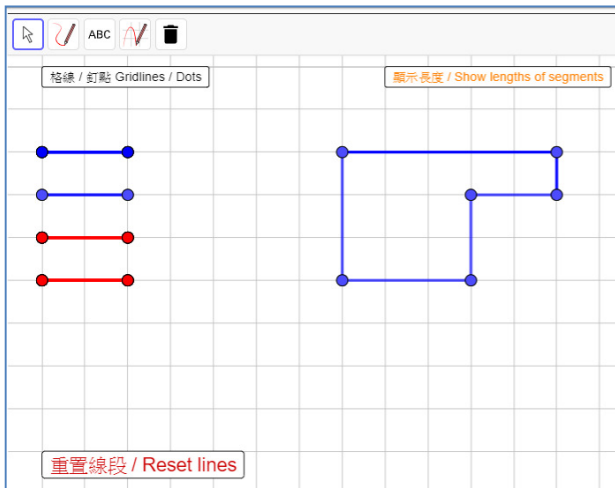 ABC
格線 / 釘點 Gridlines / Dots
顯示長度 / Show lengths of segments
重置線段 / Reset lines